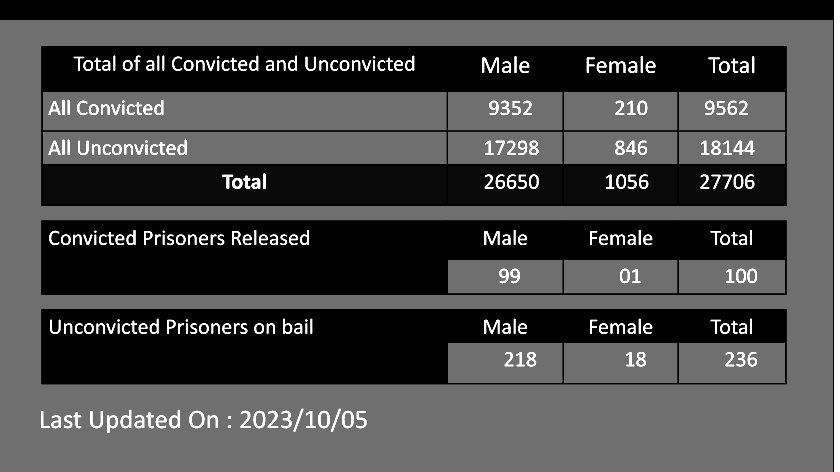 Total of all Convicted and Unconvicted Male Female Total
All Convicted 9352 210 9562
All Unconvicted 17298 846 18144
Total 26650 1056 27706
Convicted Prisoners Released Male Female Total
99 01 100
Unconvicted Prisoners on bail Male Female Total
218 18 236
Last Updated On : 2023/10/05